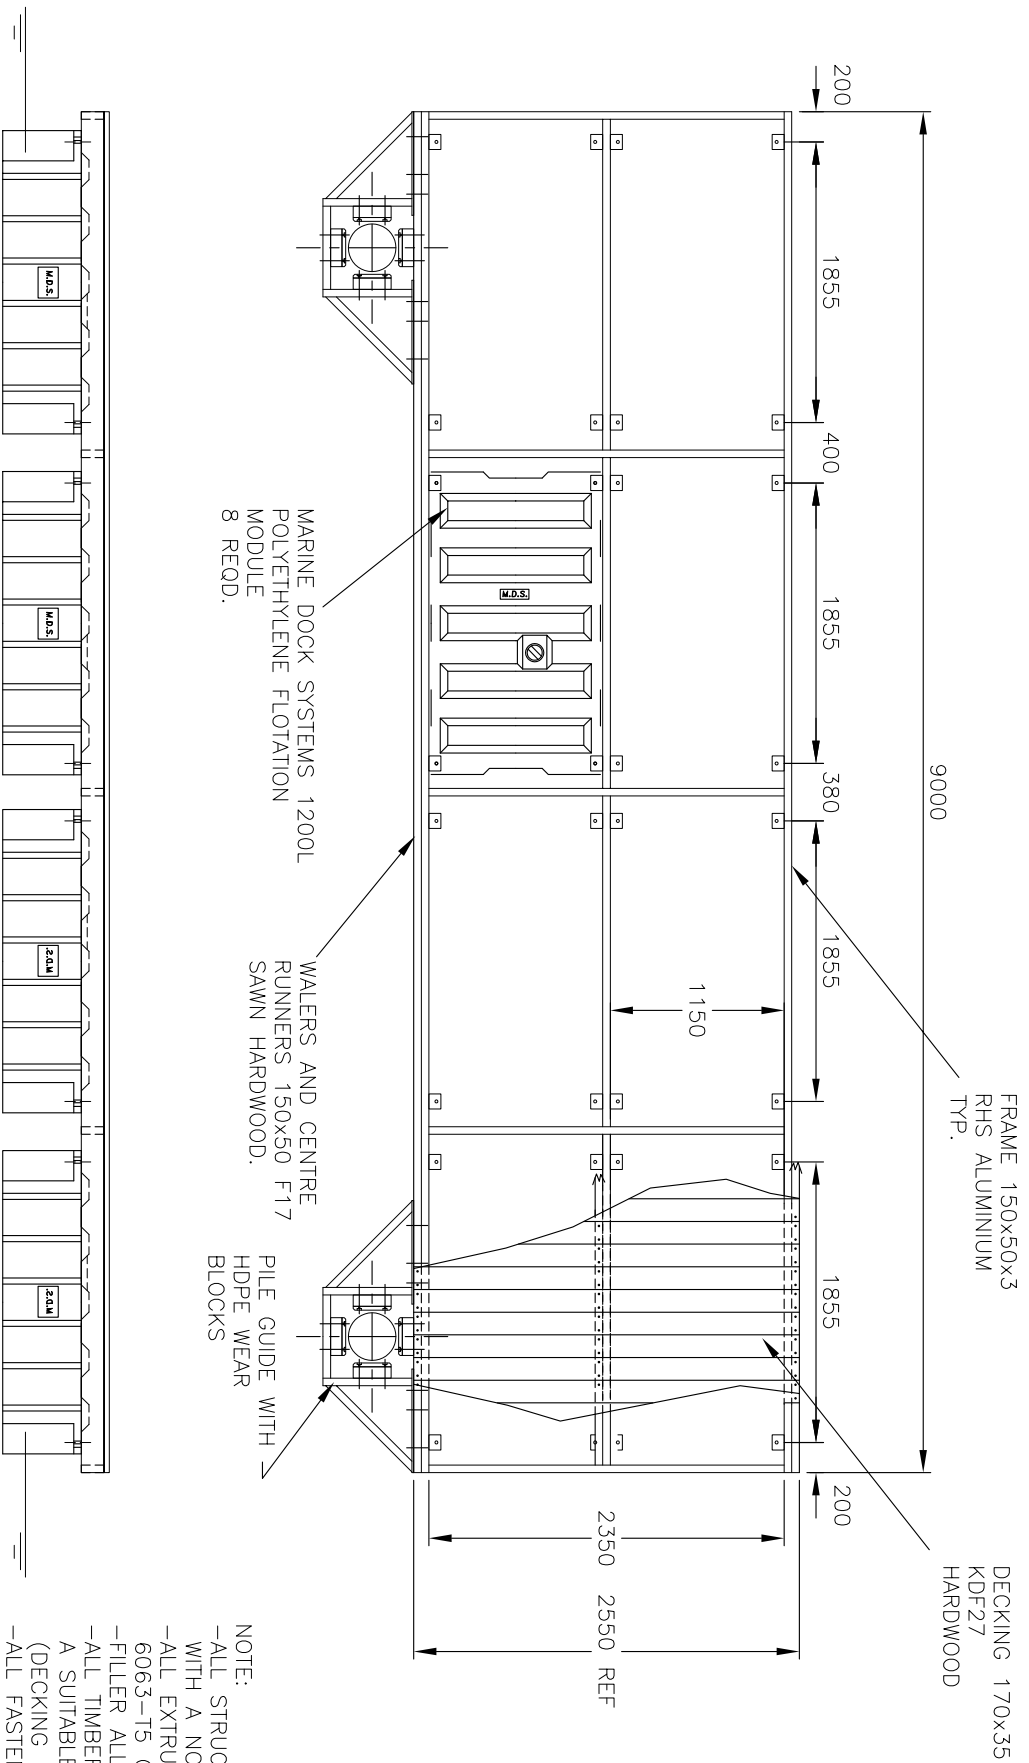 FRAME 150x50x3
RHS ALUMINIUM
TYP.
DECKING 170x35
KDF27
HARDWOOD
9000
200
1855
400
1855
380
1855
1855
200
1150
2350
2550 REF
M.D.S.
MARINE DOCK SYSTEMS 1200L
POLYETHYLENE FLOTATION
MODULE
8 REQD.
WALERS AND CENTRE
RUNNERS 150x50 F17
SAWN HARDWOOD.
PILE GUIDE WITH
HDPE WEAR
BLOCKS
M.D.S.
M.D.S.
M.D.S.
M.D.S.
NOTE:
-ALL STRUC
WITH A NO
-ALL EXTRU
6063-T5 (
-FILLER ALL
-ALL TIMBER
A SUITABLE
(DECKING
-ALL FASTE